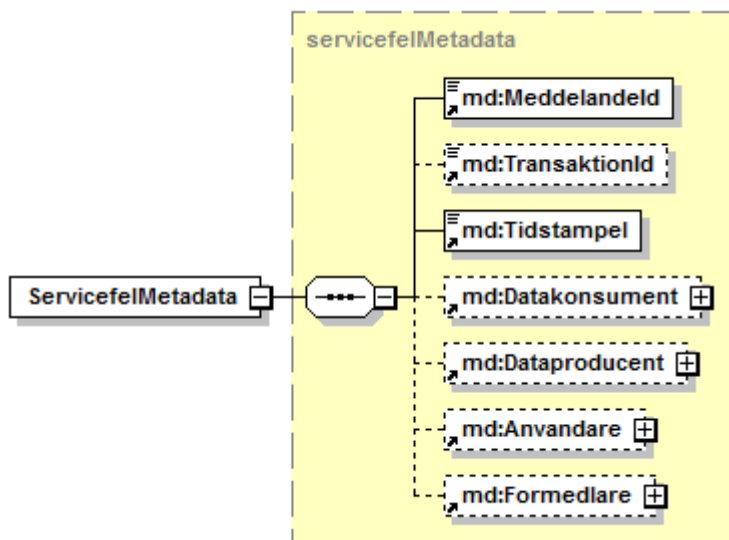 servicefelMetadata
md:MeddelandeId
md:TransaktionId
md:Tidstampel
ServicefelMetadata
md:Datakonsument
md:Dataproducent
md:Anvandare
md:Formedlare